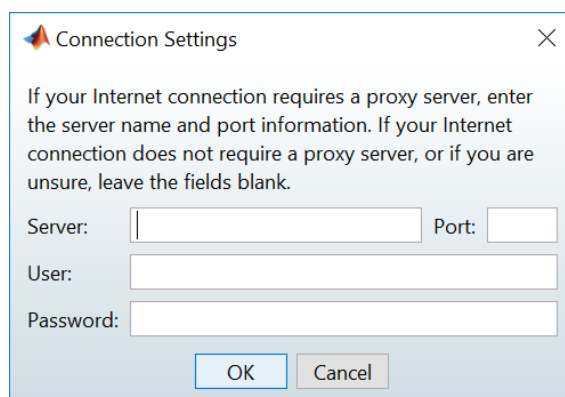 Connection Settings
If your Internet connection requires a proxy server, enter
the server name and port information. If your Internet
connection does not require a proxy server, or if you are
unsure, leave the fields blank.
Server: Port:
User:
Password:
OK Cancel